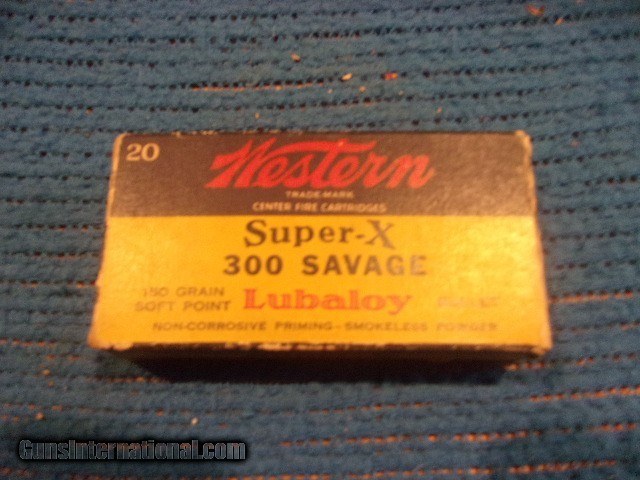 20
Western
TRADE-MARK
CENTER FIRE CARTRIDGES
Super-X
300 SAVAGE
GRAIN
SOFT POINT
Lubaloy
NON-CORROSIVE PRIMING - SMOKELESS POWDER
GunsInternational.com